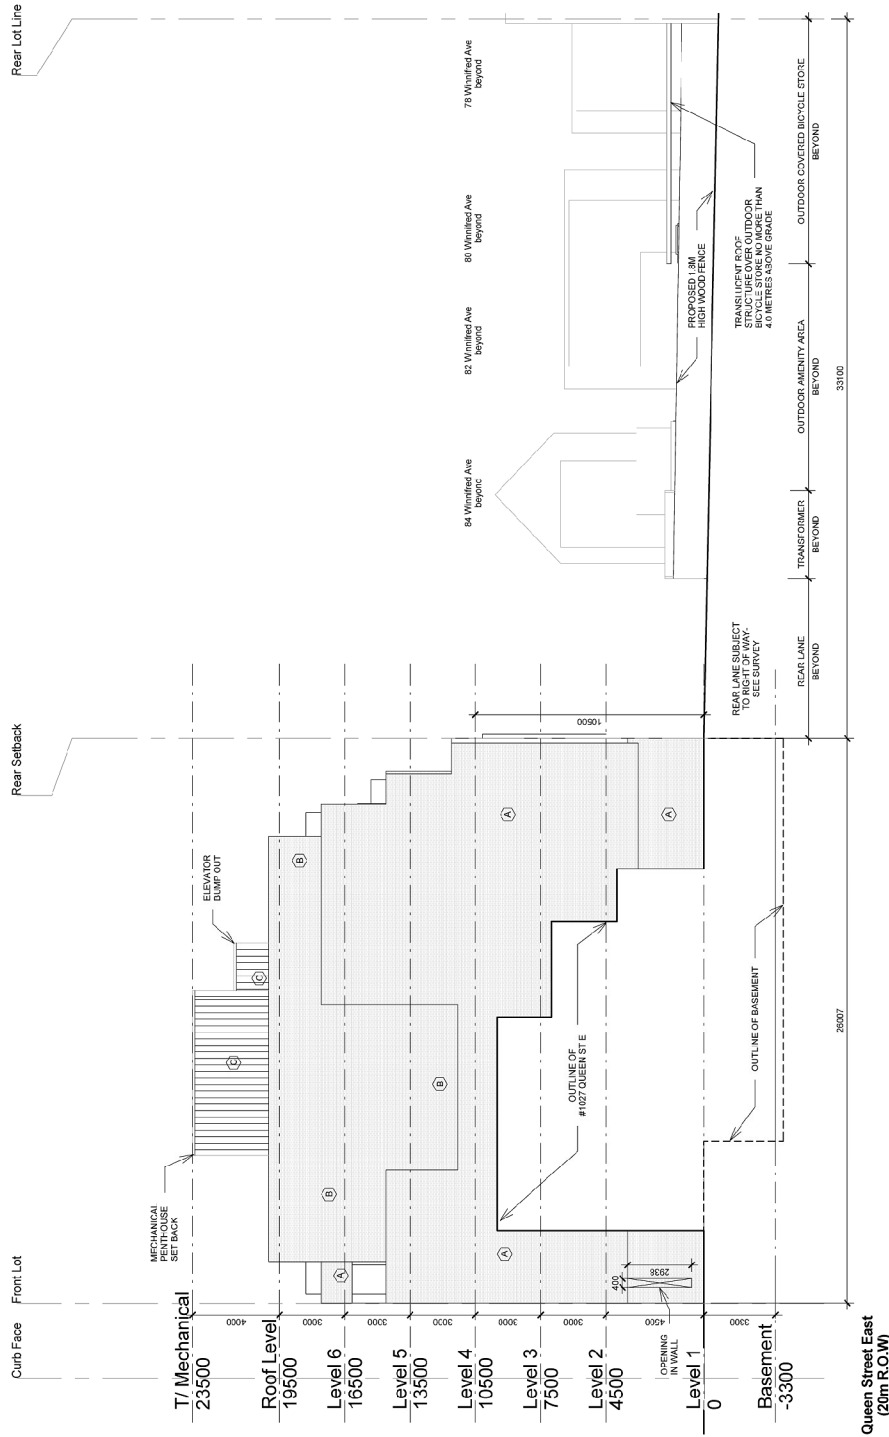 Curb Face
Front Lot
Rear Setback
Rear Lot Line
T/ Mechanical
23500
Roof Level
19500
Level 6
16500
Level 5
13500
Level 4
10500
Level 3
7500
Level 2
4500
Level 1
0
Basement
-3300
4000
3000
3000
3000
3000
3000
4500
3300
MECHANICAL
PENTHOUSE
SET BACK
ELEVATOR
BUMP OUT
C
C
B
B
B
A
A
A
A
OUTLINE OF
#1027 QUEEN ST E
OUTLINE OF BASEMENT
OPENING
IN WALL
400
2936
10500
84 Winnifred Ave
82 Winnifred Ave
beyond
80 Winnifred Ave
beyond
78 Winnifred Ave
beyond
PROPOSED 1.8M
HIGH WOOD FENCE
TRANSLUCENT ROOF
STRUCTURE OVER OUTDOOR
BICYCLE STORE NO MORE THAN
4.0 METRES ABOVE GRADE
REAR LANE SUBJECT
TO RIGHT OF WAY-
SEE SURVEY
REAR LANE
BEYOND
TRANSFORMER
BEYOND
OUTDOOR AMENITY AREA
BEYOND
OUTDOOR COVERED BICYCLE STORE
BEYOND
26007
33100
Queen Street East
(20m R.O.W)